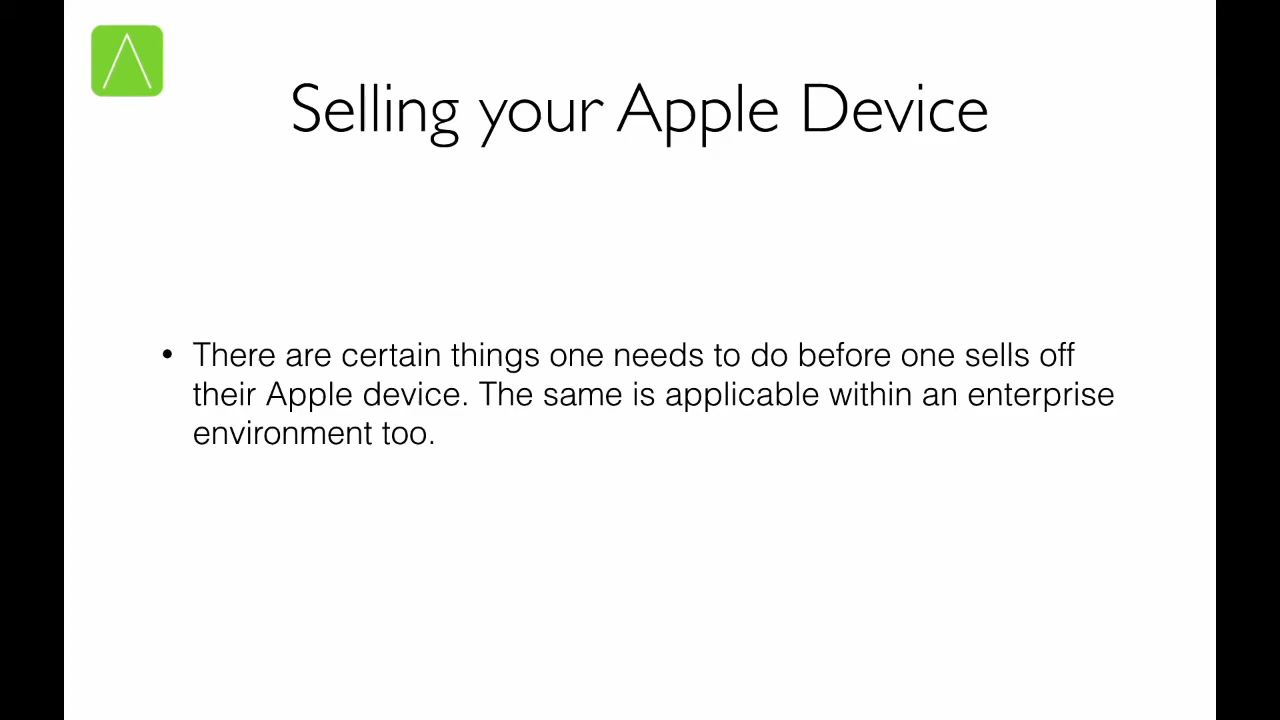 Selling your Apple Device
• There are certain things one needs to do before one sells off
their Apple device. The same is applicable within an enterprise
environment too.